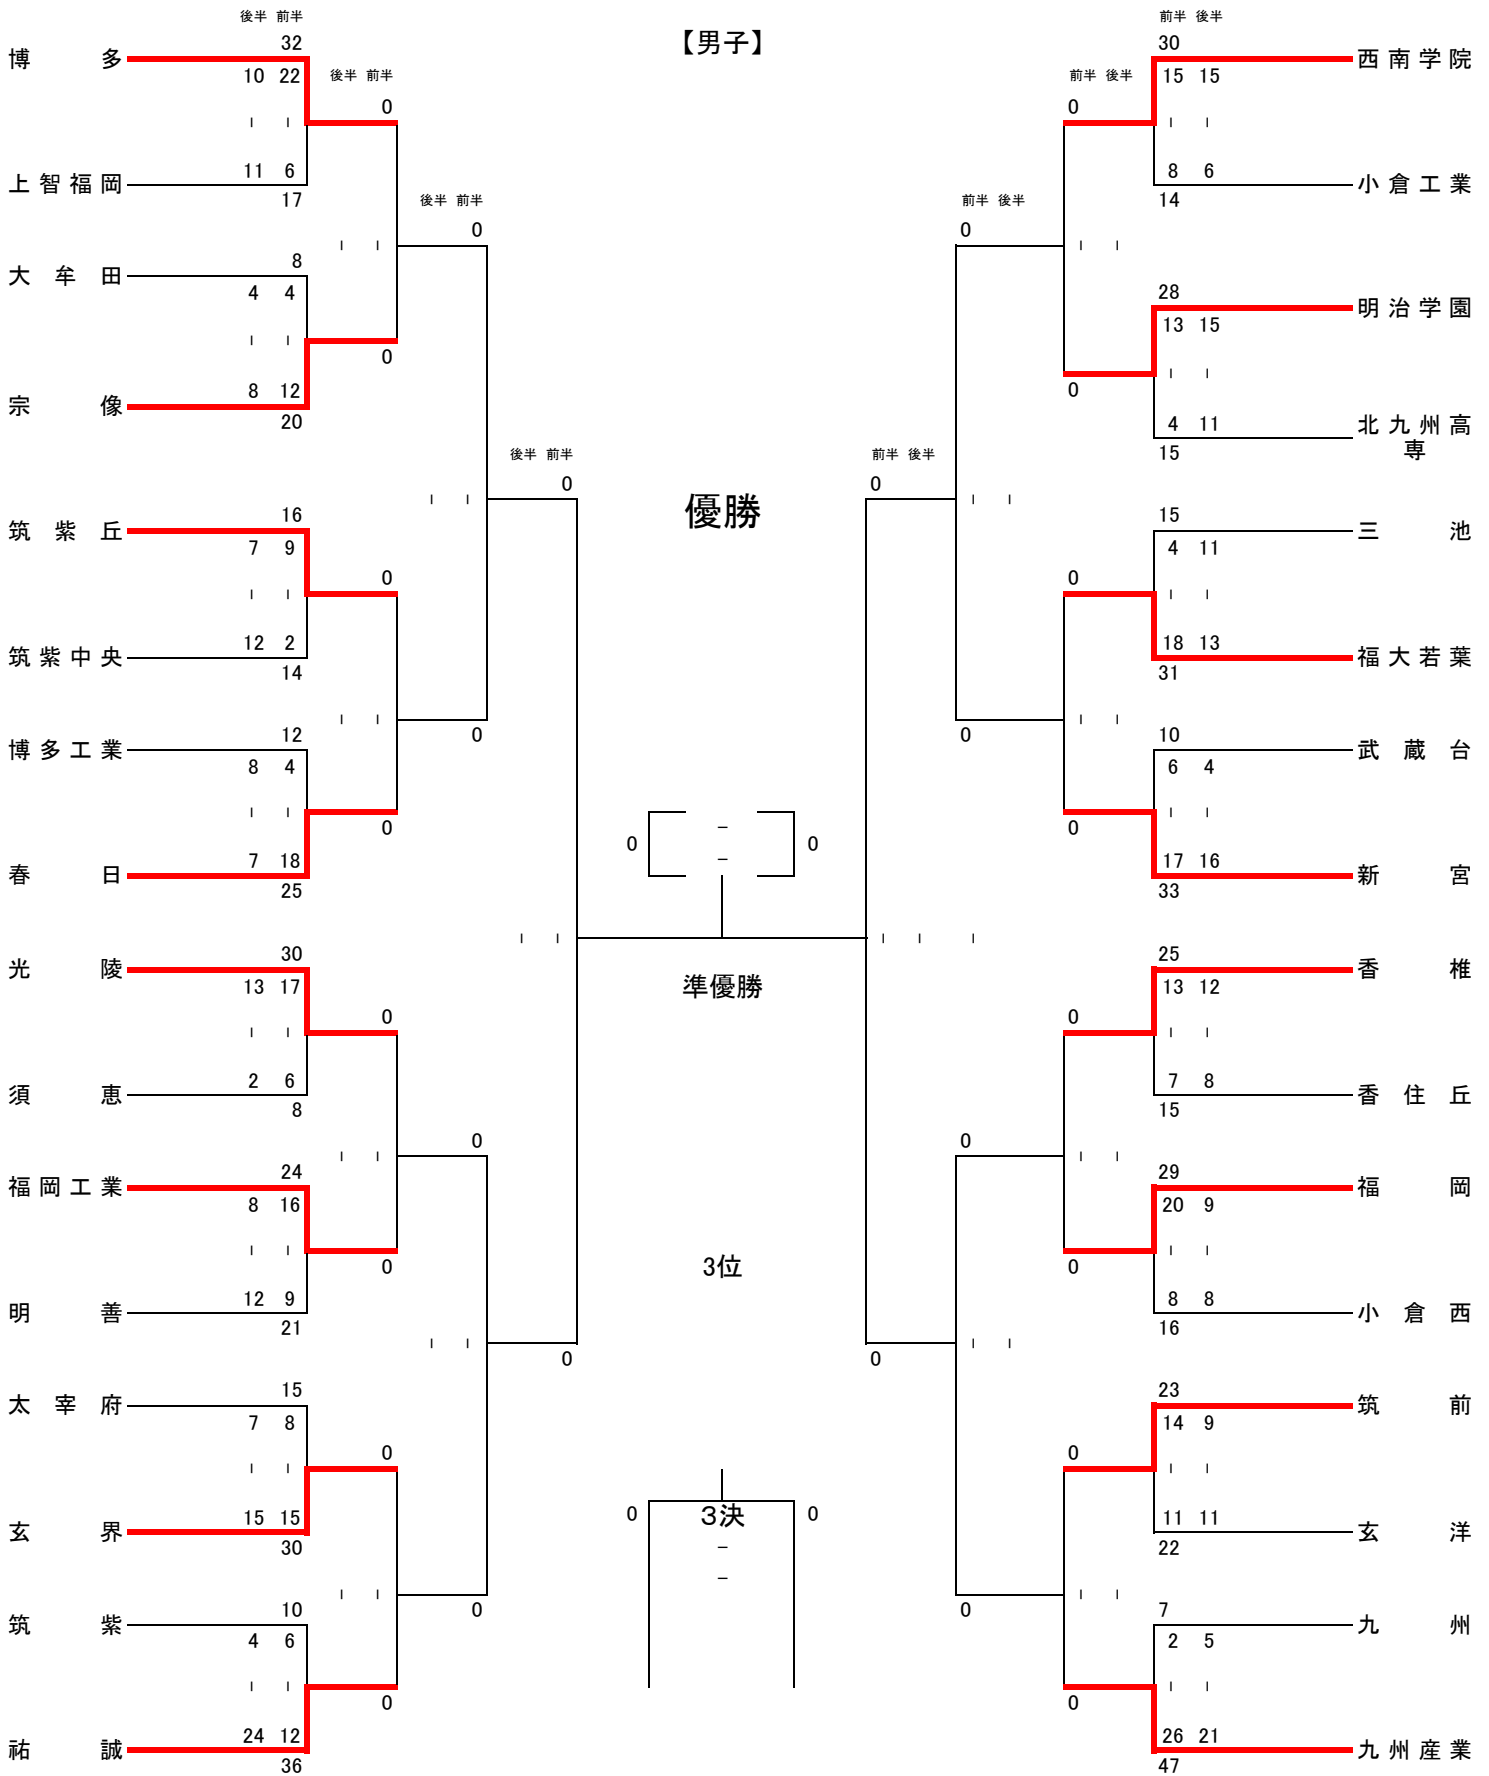 【男子】
後半 前半
32
博多
10 22
後半 前半
0
11 6
上智福岡
17
後半 前半
0
8
大牟田
4 4
0
8 12
宗像
20
後半 前半
0
16
筑紫丘
7 9
0
12 2
筑紫中央
14
0
12
博多工業
8 4
0
7 18
春日
25
30
光陵
13 17
0
2 6
須恵
8
0
24
福岡工業
8 16
0
12 9
明善
21
0
15
太宰府
7 8
0
15 15
玄界
30
0
10
筑紫
4 6
0
24 12
祐誠
36
優勝
0 - 0
-
準優勝
3位
0 3決 0
-
-
前半 後半
30
西南学院
15 15
前半 後半
0
8 6
小倉工業
14
前半 後半
0
28
明治学園
13 15
0
4 11
北九州高
専
15
前半 後半
0
15
三池
4 11
0
18 13
福大若葉
31
0
10
武蔵台
6 4
0
17 16
新宮
33
25
香椎
13 12
0
7 8
香住丘
15
0
29
福岡
20 9
0
8 8
小倉西
16
0
23
筑前
14 9
0
11 11
玄洋
22
0
7
九州
2 5
0
26 21
九州産業
47